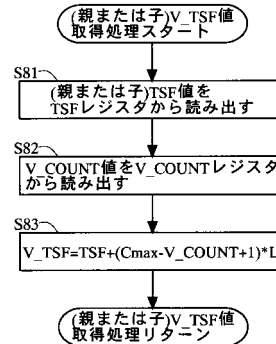 (親または子)V_TSF値
取得処理スタート
S81
(親または子)TSF値を
TSFレジスタから読み出す
S82
V_COUNT値をV_COUNTレジスタ
から読み出す
S83
V_TSF=TSF+(Cmax-V_COUNT+1)*L
(親または子)V_TSF値
取得処理リターン